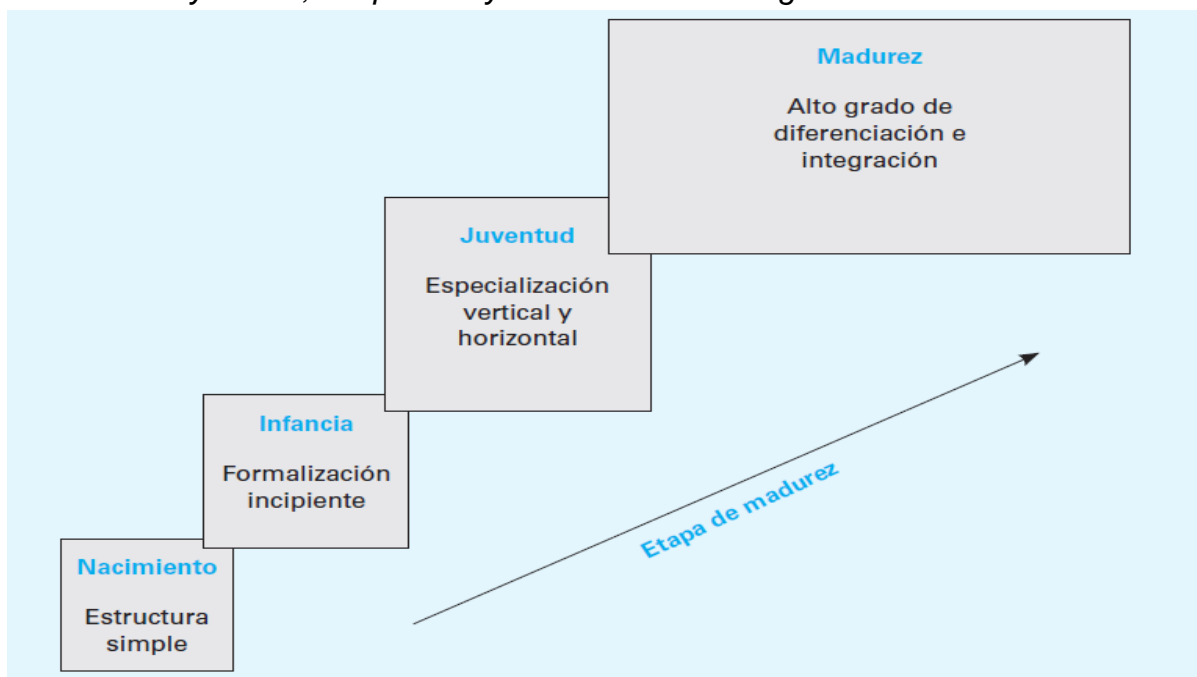 Madurez
Alto grado de
diferenciación e
integración
Juventud
Especialización
vertical y
horizontal
Infancia
Formalización
incipiente
Etapa de madurez
Nacimiento
Estructura
simple